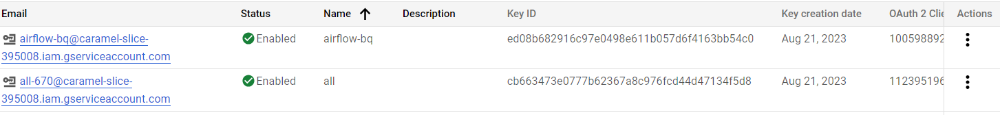 Email Status Name Description Key ID Key creation date OAuth 2 Clie Actions
airflow-bq@caramel-slice- Enabled airflow-bq ed08b682916c97e0498e611b057d6f4163bb54c0 Aug 21, 2023 100598892
395008.iam.gserviceaccount.com
all-670@caramel-slice- Enabled all cb663473e0777b62367a8c976fcd44d47134f5d8 Aug 21, 2023 112395196
395008.iam.gserviceaccount.com